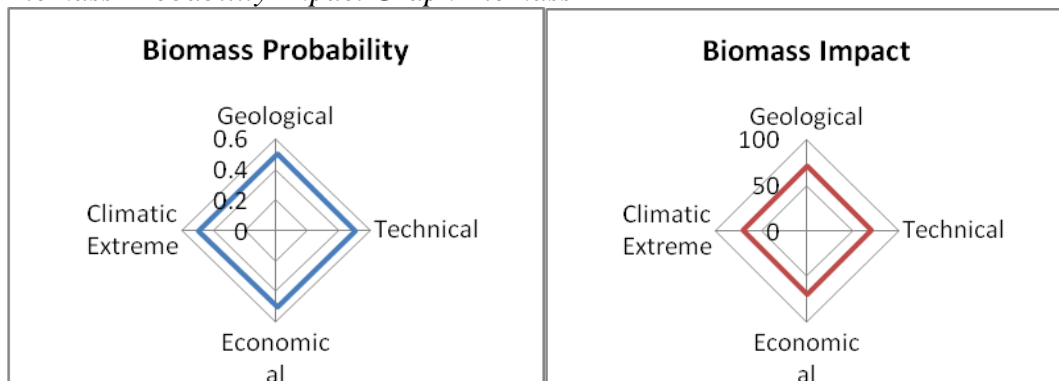 Biomass Probability
Geological
0.6
0.4
0.2
0
Climatic
Extreme
Technical
Economic
al
Biomass Impact
Geological
100
50
0
Climatic
Extreme
Technical
Economic
al